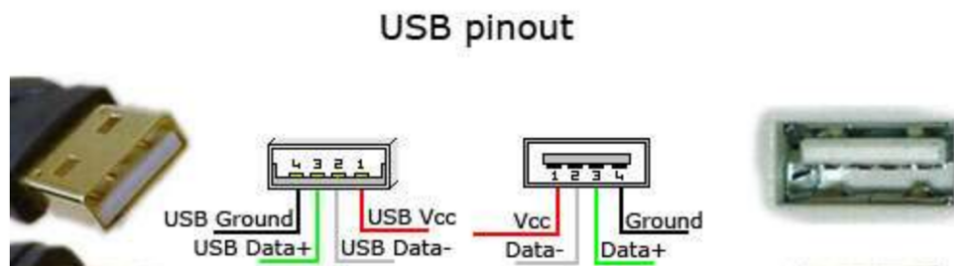 USB pinout
4 3 2 1
1 2 3 4
USB Ground USB Vcc Vcc Ground
USB Data+ USB Data- Data- Data+